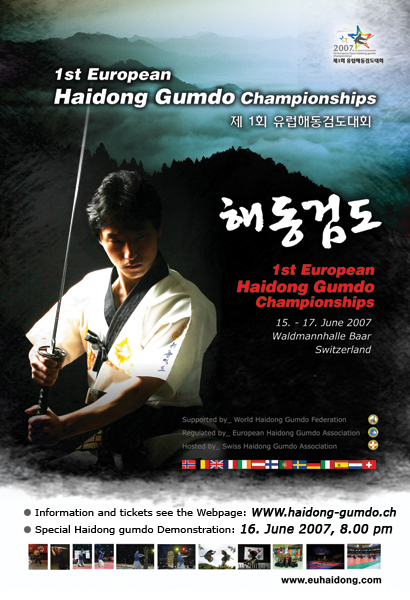 2007.
제1회 유럽해동검도대회
1st European
Haidong Gumdo Championships
제 1회 유럽해동검도대회
해동검도
1st European
Haidong Gumdo
Championships
15. - 17. June 2007
Waldmannhalle Baar
Switzerland
Supported by_ World Haidong Gumdo Federation
Regulated by_ European Haidong Gumdo Association
Hosted by_ Swiss Haidong Gumdo Association
Information and tickets see the Webpage: www.haidong-gumdo.ch
Special Haidong gumdo Demonstration: 16. June 2007, 8.00 pm
www.euhaidong.com